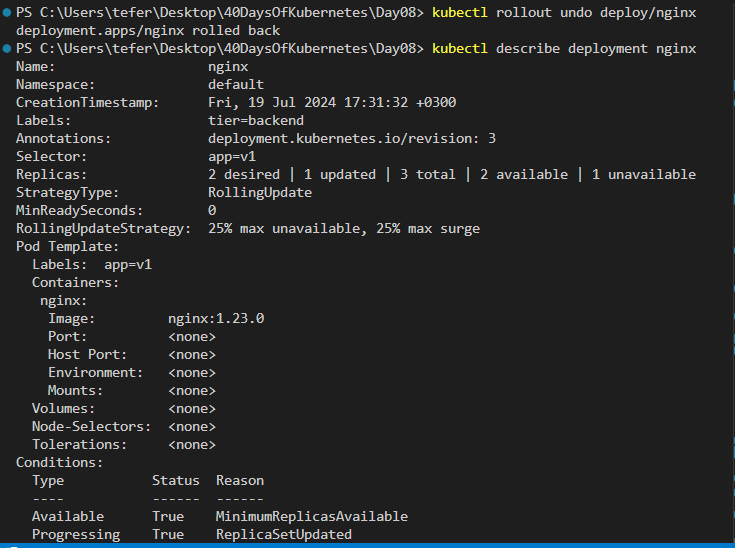 PS C:\Users\tefer\Desktop\40DaysOfKubernetes\Day08> kubectl rollout undo deploy/nginx
deployment.apps/nginx rolled back
PS C:\Users\tefer\Desktop\40DaysOfKubernetes\Day08> kubectl describe deployment nginx
Name:                   nginx
Namespace:              default
CreationTimestamp:      Fri, 19 Jul 2024 17:31:32 +0300
Labels:                 tier=backend
Annotations:            deployment.kubernetes.io/revision: 3
Selector:               app=v1
Replicas:               2 desired | 1 updated | 3 total | 2 available | 1 unavailable
StrategyType:           RollingUpdate
MinReadySeconds:        0
RollingUpdateStrategy:  25% max unavailable, 25% max surge
Pod Template:
  Labels:  app=v1
  Containers:
   nginx:
    Image:         nginx:1.23.0
    Port:          <none>
    Host Port:     <none>
    Environment:   <none>
    Mounts:        <none>
  Volumes:         <none>
  Node-Selectors:  <none>
  Tolerations:     <none>
Conditions:
  Type           Status  Reason
  ----           ------  ------
  Available      True    MinimumReplicasAvailable
  Progressing    True    ReplicaSetUpdated